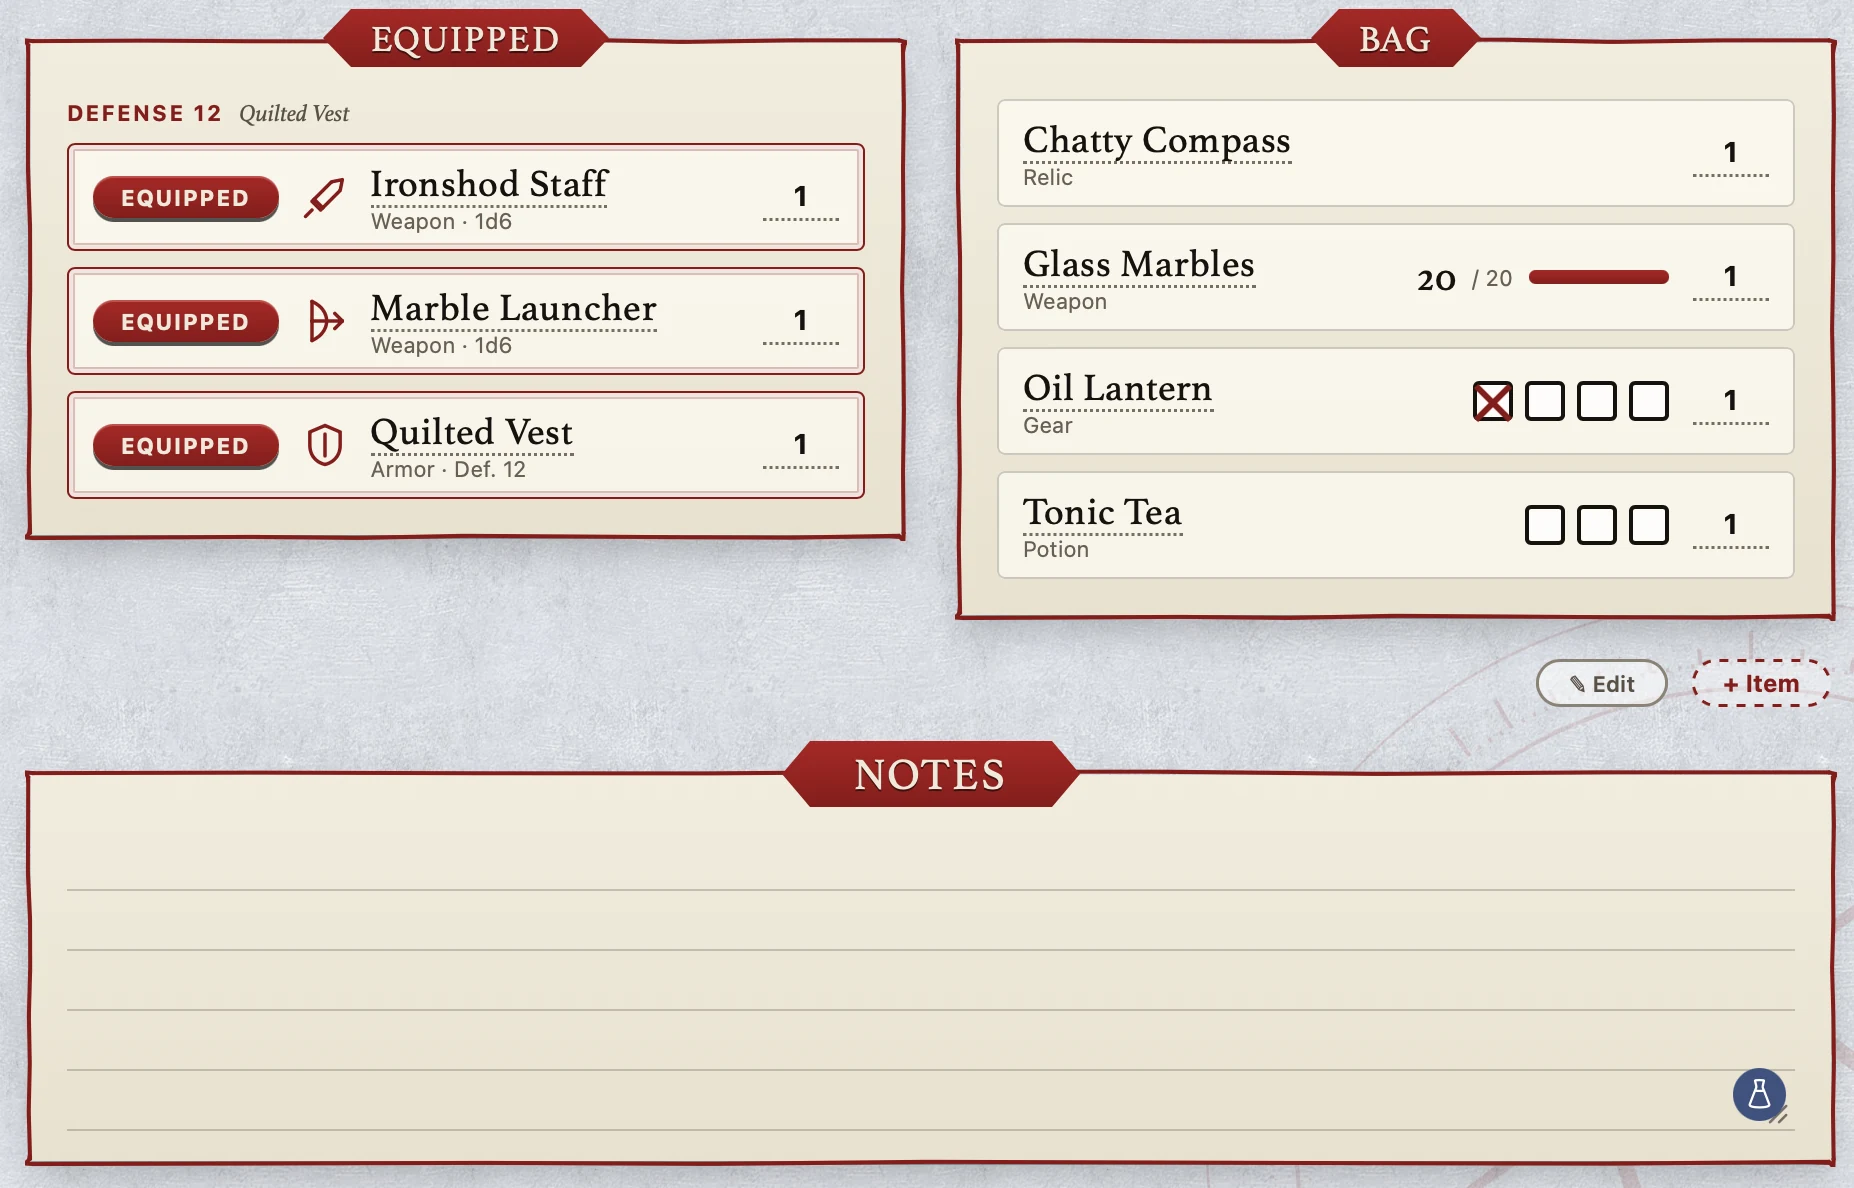 EQUIPPED
DEFENSE 12 Quilted Vest
EQUIPPED Ironshod Staff 1
Weapon · 1d6
EQUIPPED Marble Launcher 1
Weapon · 1d6
EQUIPPED Quilted Vest 1
Armor · Def. 12
BAG
Chatty Compass 1
Relic
Glass Marbles 20 / 20 1
Weapon
Oil Lantern 1
Gear
Tonic Tea 1
Potion
✎ Edit + Item
NOTES